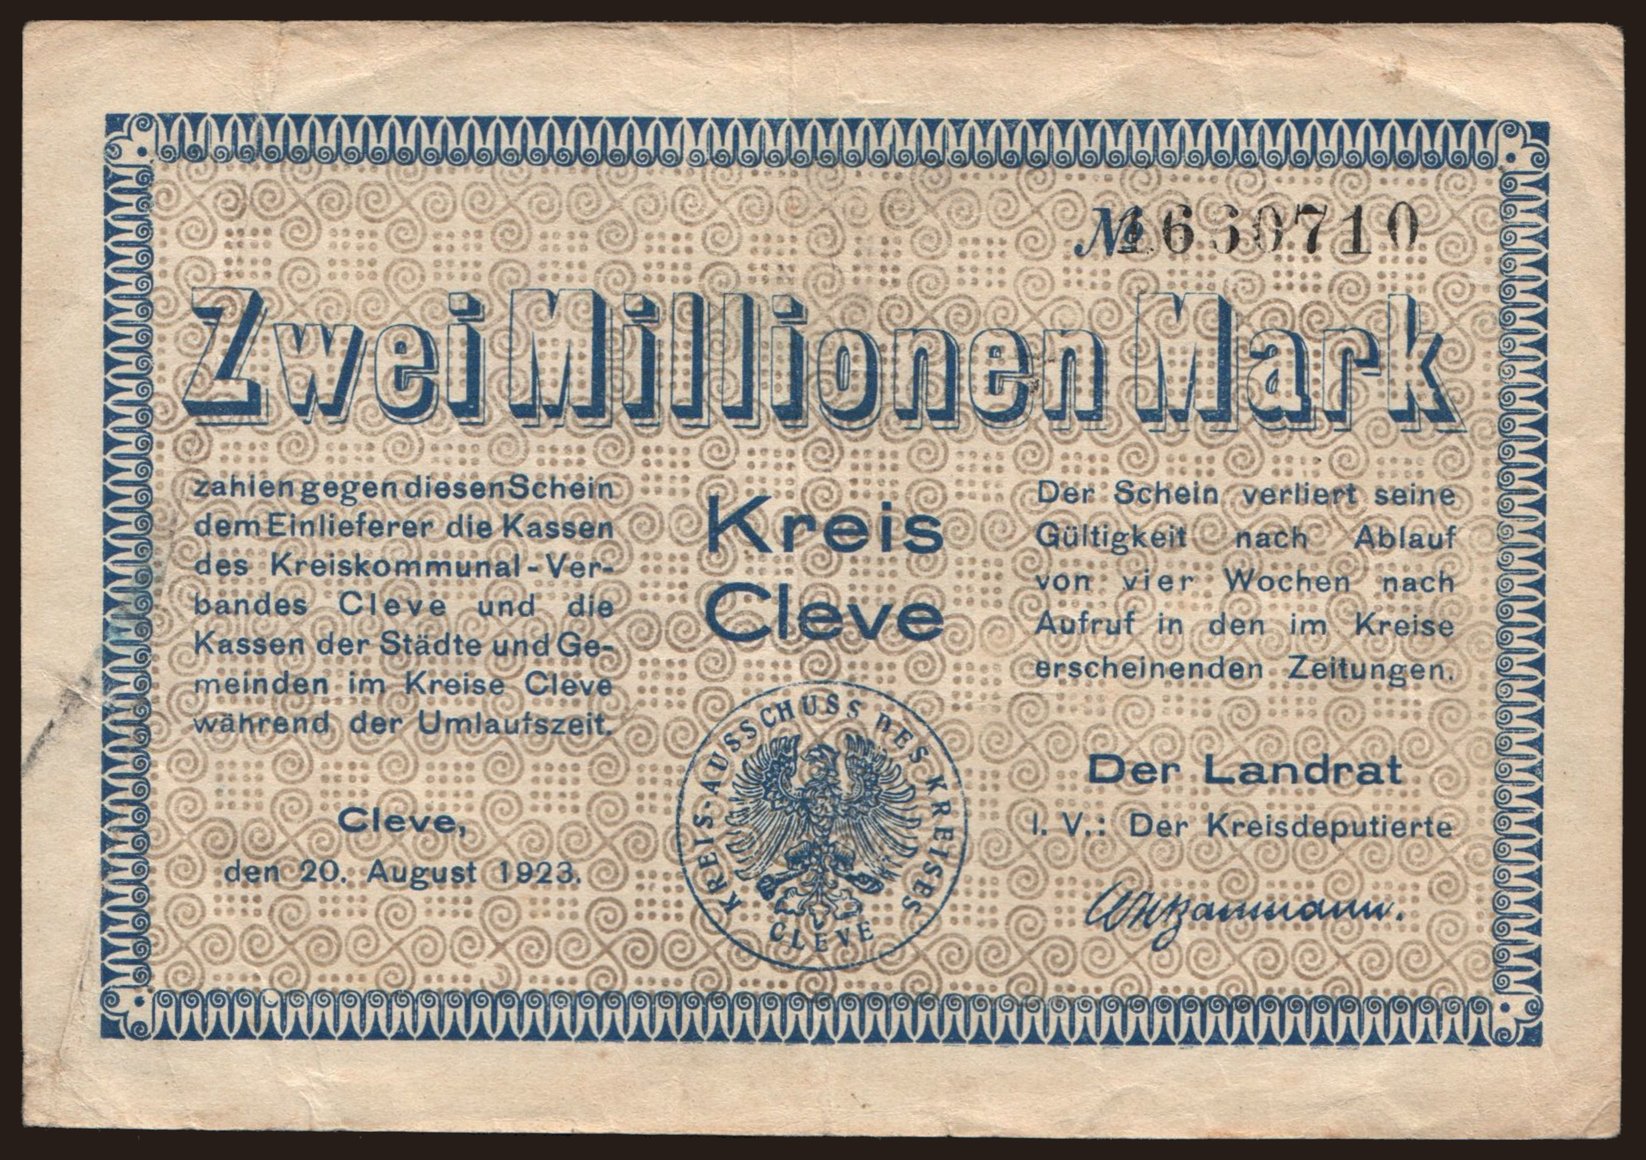 №
Zwei Millionen Mark
zahlen gegen diesen Schein
dem Einlieferer die Kassen
des Kreiskommunal-Ver-
bandes Cleve und die
Kassen der Städte und Ge-
meinden im Kreise Cleve
während der Umlaufszeit.
Cleve,
den 20. August 1923.
Kreis
Cleve
KREIS-AUSSCHUSS DES KREISES
CLEVE
Der Schein verliert seine
Gültigkeit nach Ablauf
von vier Wochen nach
Aufruf in den im Kreise
erscheinenden Zeitungen.
Der Landrat
I. V.: Der Kreisdeputierte